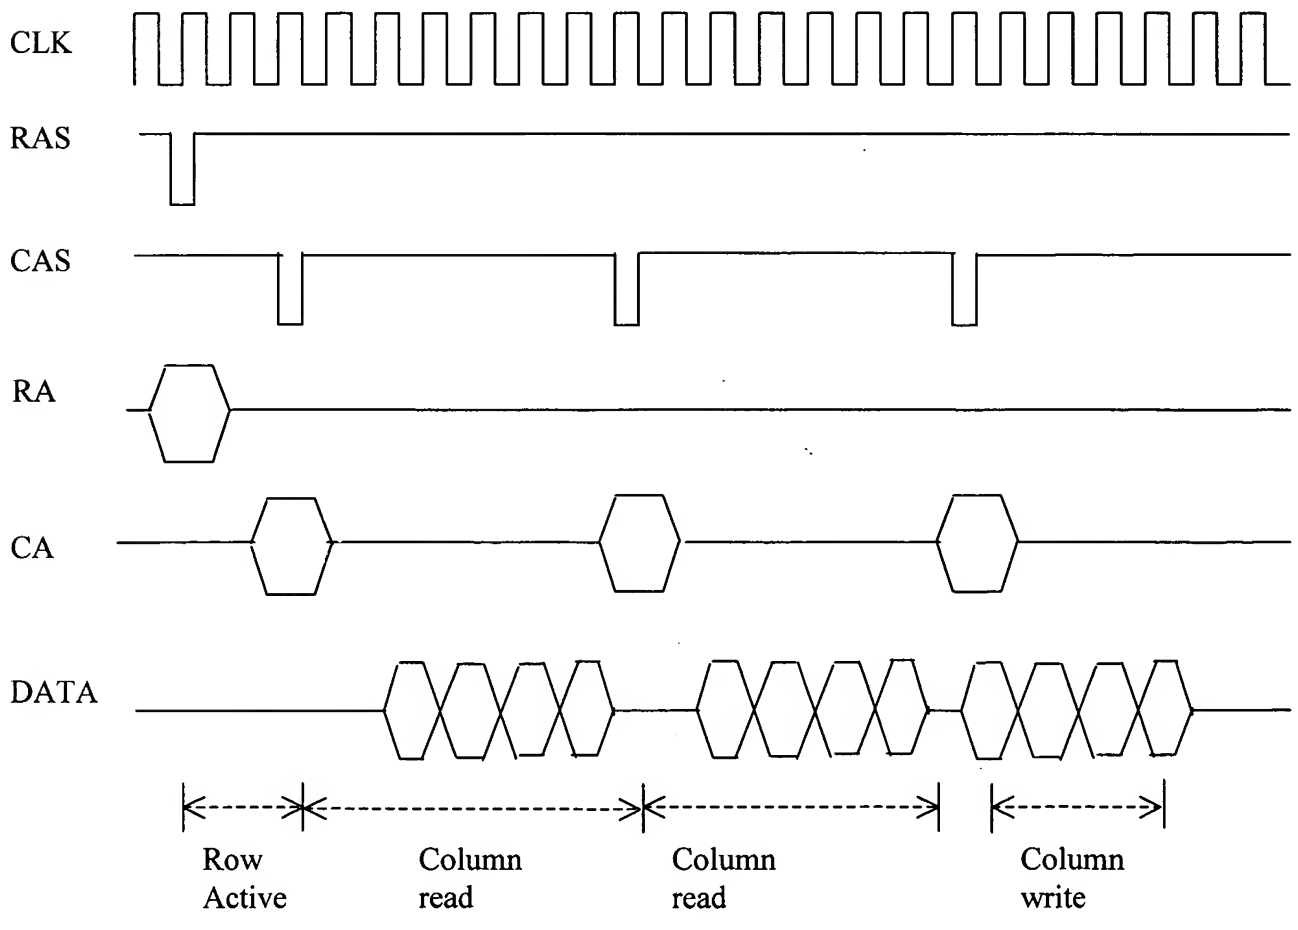 CLK
RAS
CAS
RA
CA
DATA
Row
Active
Column
read
Column
read
Column
write